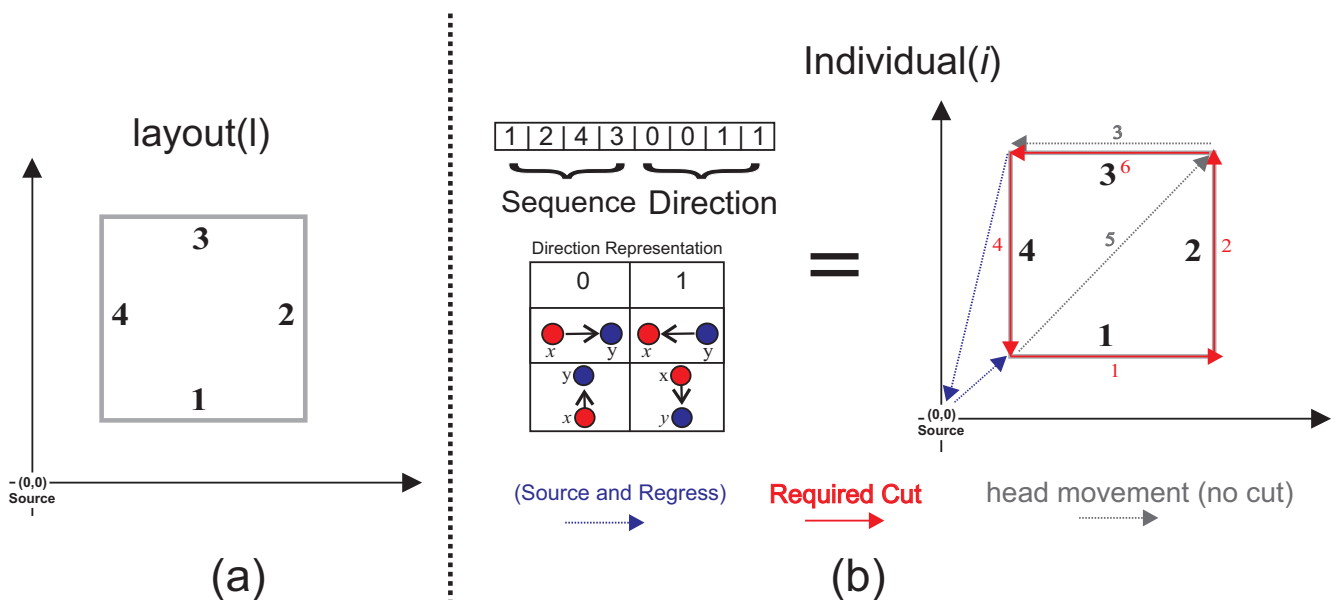 layout(l)
3
4
2
1
(0,0)
Source
(a)
Individual(i)
1 2 4 3 0 0 1 1
Sequence Direction
Direction Representation
0 1
x y x y
y x
x y
=
3
3 6
5
4 4
2 2
1
1
(0,0)
Source
(Source and Regress)
Required Cut
head movement (no cut)
(b)